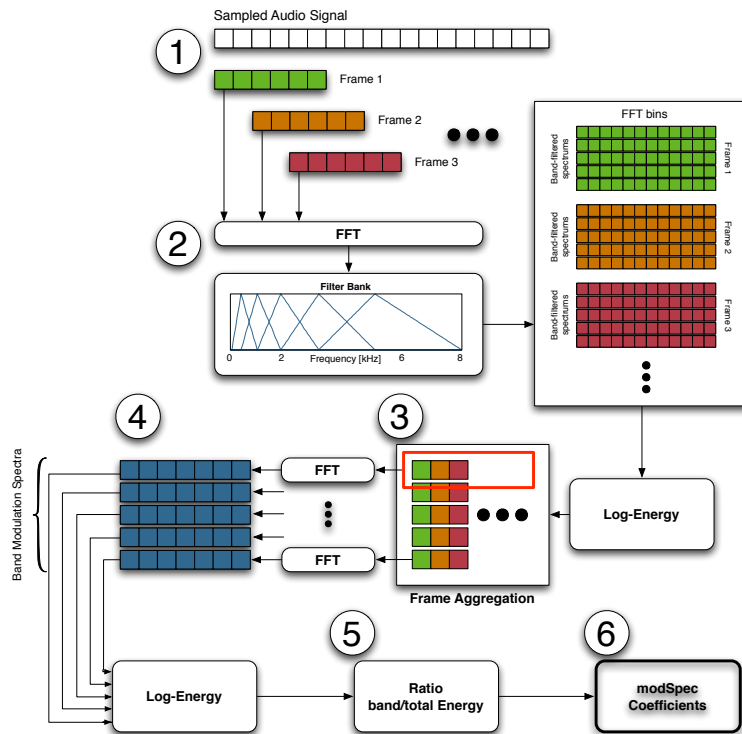 Sampled Audio Signal
1
Frame 1
Frame 2
Frame 3
2
FFT
Filter Bank
0 2 4 6 8
Frequency [kHz]
FFT bins
Band-filtered
spectrums
Frame 1
Band-filtered
spectrums
Frame 2
Band-filtered
spectrums
Frame 3
3
Log-Energy
Frame Aggregation
4
FFT
FFT
Band Modulation Spectra
Log-Energy
5
Ratio
band/total Energy
6
modSpec
Coefficients